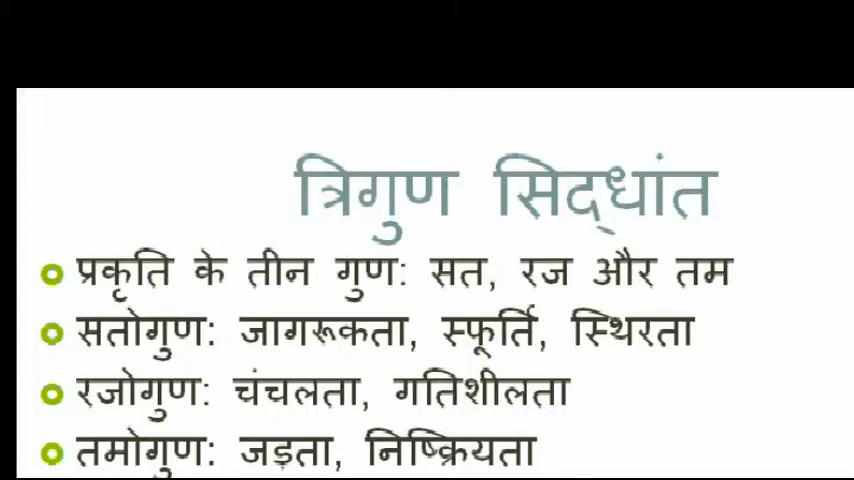 त्रिगुण सिद्धांत
प्रकृति के तीन गुण: सत, रज और तम
सतोगुण: जागरूकता, स्फूर्ति, स्थिरता
रजोगुण: चंचलता, गतिशीलता
तमोगुण: जड़ता, निष्क्रियता